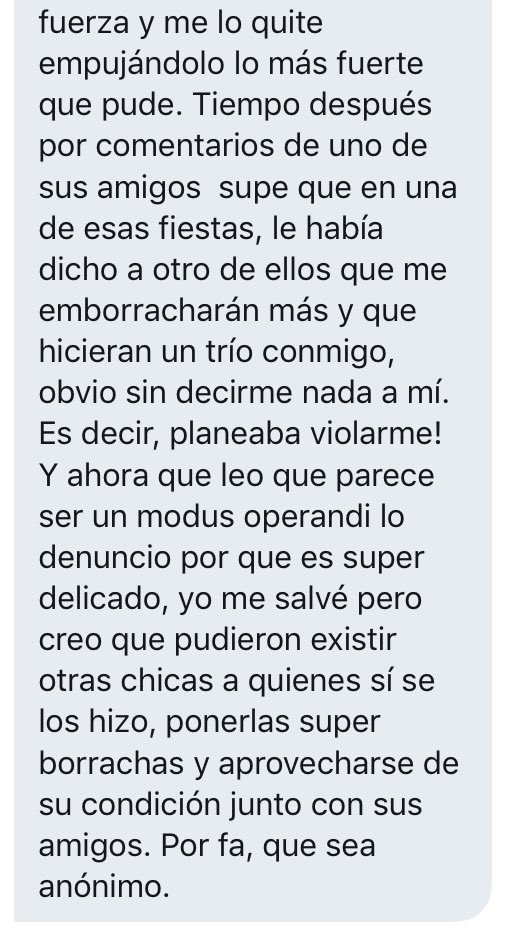 fuerza y me lo quite
empujándolo lo más fuerte
que pude. Tiempo después
por comentarios de uno de
sus amigos  supe que en una
de esas fiestas, le había
dicho a otro de ellos que me
emborracharán más y que
hicieran un trío conmigo,
obvio sin decirme nada a mí.
Es decir, planeaba violarme!
Y ahora que leo que parece
ser un modus operandi lo
denuncio por que es super
delicado, yo me salvé pero
creo que pudieron existir
otras chicas a quienes sí se
los hizo, ponerlas super
borrachas y aprovecharse de
su condición junto con sus
amigos. Por fa, que sea
anónimo.